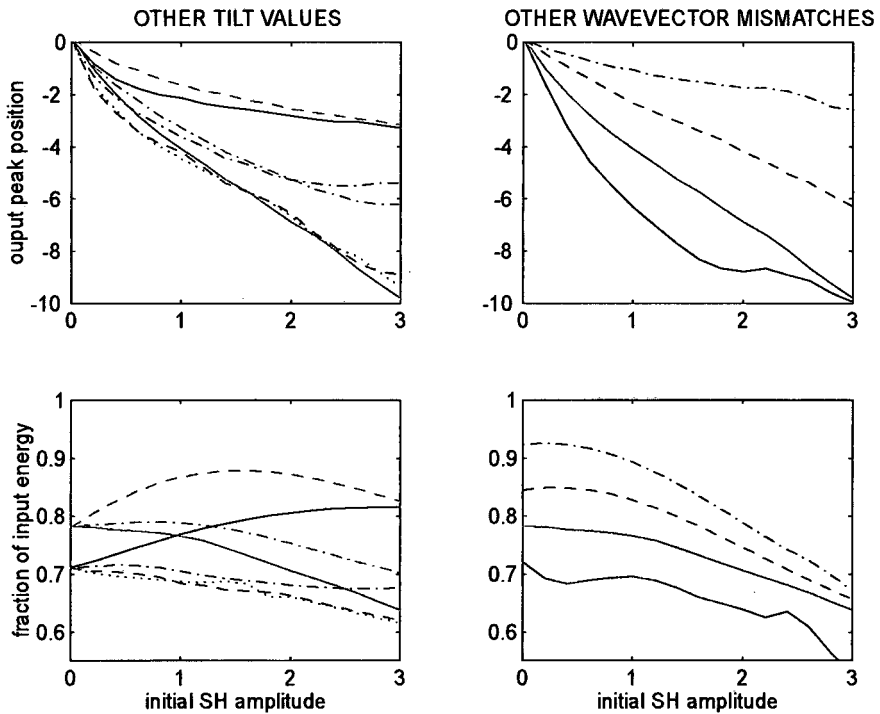 OTHER TILT VALUES
OTHER WAVEVECTOR MISMATCHES
ouput peak position
0
-2
-4
-6
-8
-10
0 1 2 3
0
-2
-4
-6
-8
-10
0 1 2 3
fraction of input energy
1
0.9
0.8
0.7
0.6
0 1 2 3
initial SH amplitude
1
0.9
0.8
0.7
0.6
0 1 2 3
initial SH amplitude